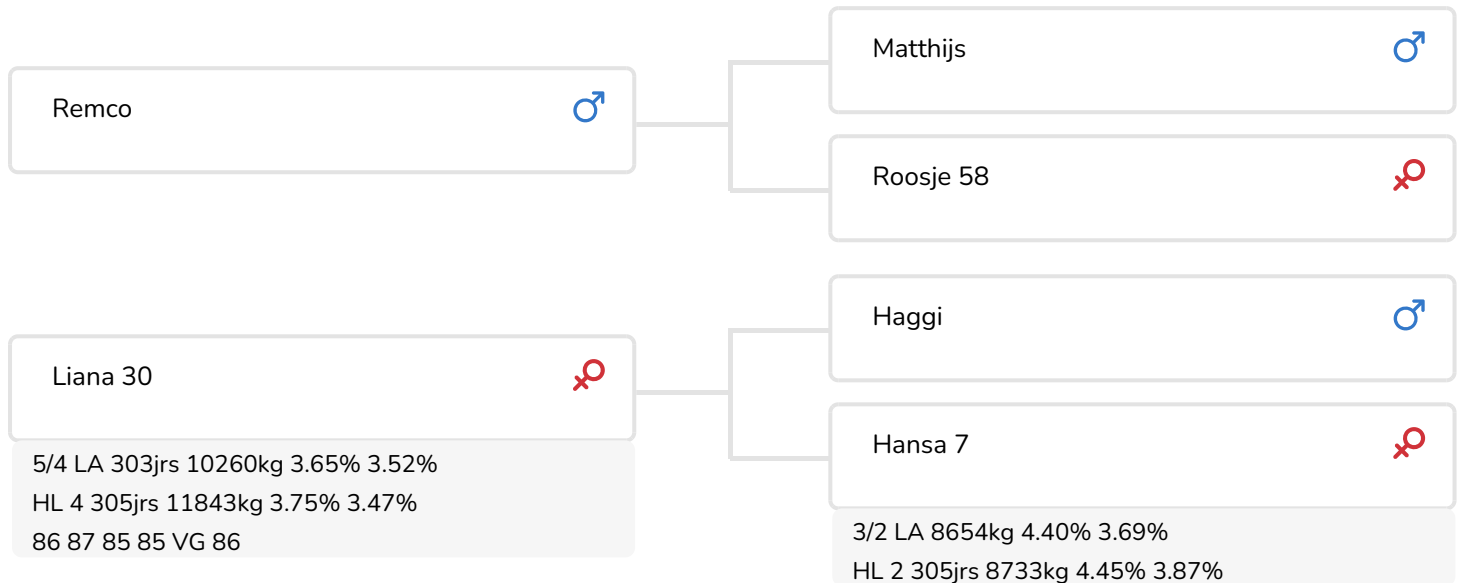 Remco
Matthijs
Roosje 58
Liana 30
5/4 LA 303jrs 10260kg 3.65% 3.52%
HL 4 305jrs 11843kg 3.75% 3.47%
86 87 85 85 VG 86
Haggi
Hansa 7
3/2 LA 8654kg 4.40% 3.69%
HL 2 305jrs 8733kg 4.45% 3.87%